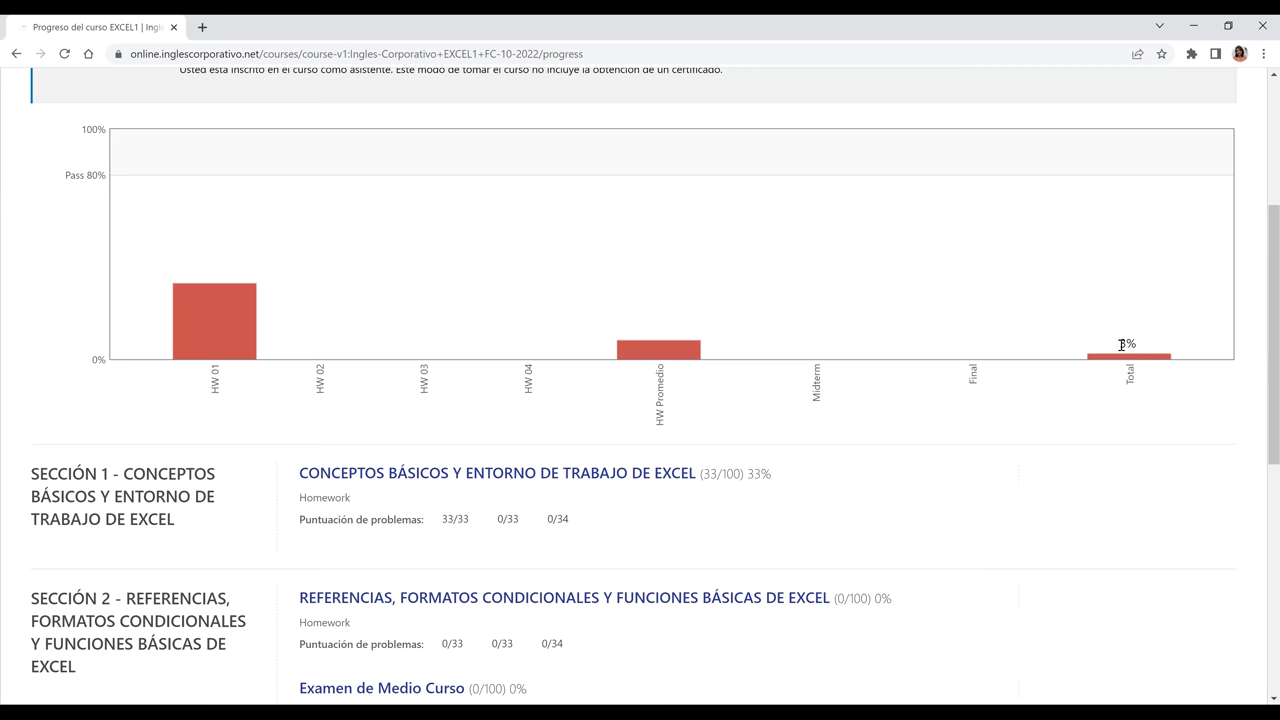 Progreso del curso EXCEL1 | Ingl
online.inglescorporativo.net/courses/course-v1:Ingles-Corporativo+EXCEL1+FC-10-2022/progress
Usted está inscrito en el curso como asistente. Este modo de tomar el curso no incluye la obtención de un certificado.
100%
Pass 80%
0%
3%
HW 01
HW 02
HW 03
HW 04
HW Promedio
Midterm
Final
Total
SECCIÓN 1 - CONCEPTOS
BÁSICOS Y ENTORNO DE
TRABAJO DE EXCEL
CONCEPTOS BÁSICOS Y ENTORNO DE TRABAJO DE EXCEL (33/100) 33%
Homework
Puntuación de problemas: 33/33 0/33 0/34
SECCIÓN 2 - REFERENCIAS,
FORMATOS CONDICIONALES
Y FUNCIONES BÁSICAS DE
EXCEL
REFERENCIAS, FORMATOS CONDICIONALES Y FUNCIONES BÁSICAS DE EXCEL (0/100) 0%
Homework
Puntuación de problemas: 0/33 0/33 0/34
Examen de Medio Curso (0/100) 0%